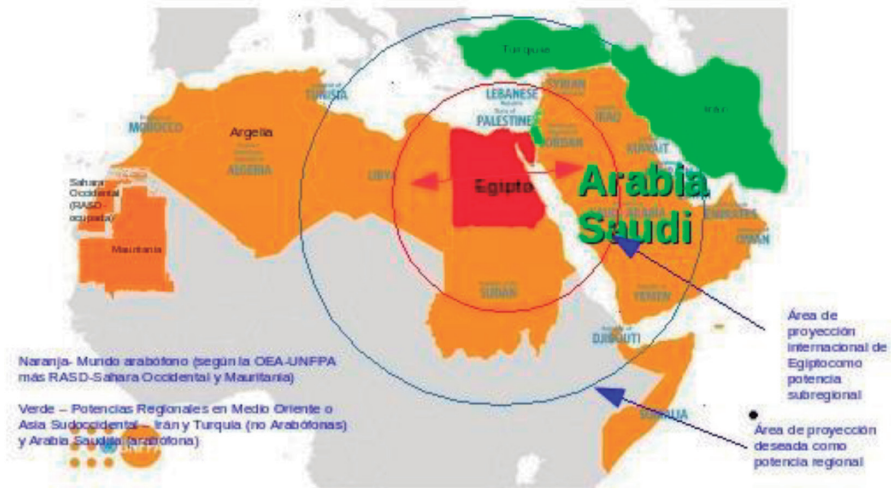 Turquía
Irán
TUNISIA
SYRIAN
LEBANESE
PALESTINE
IRAQ
JORDAN
MOROCCO
Argelia
ALGERIA
KUWAIT
LIBYA
Egipto
Arabia
Saudi
SAUDI ARABIA
EMIRATES
OMAN
Sahara
Occidental
(RASD-
ocupada)
Mauritania
SUDAN
YEMEN
DJIBOUTI
SOMALIA
Área de
proyección
internacional de
Egiptocomo
potencia
subregional
Naranja- Mundo arabófono (según la OEA-UNFPA
más RASD-Sahara Occidental y Mauritania)
Verde – Potencias Regionales en Medio Oriente o
Asia Sudoccidental – Irán y Turquía (no Arabófonas)
y Arabia Saudita (arabófona)
Área de proyección
deseada como
potencia regional
UNFPA